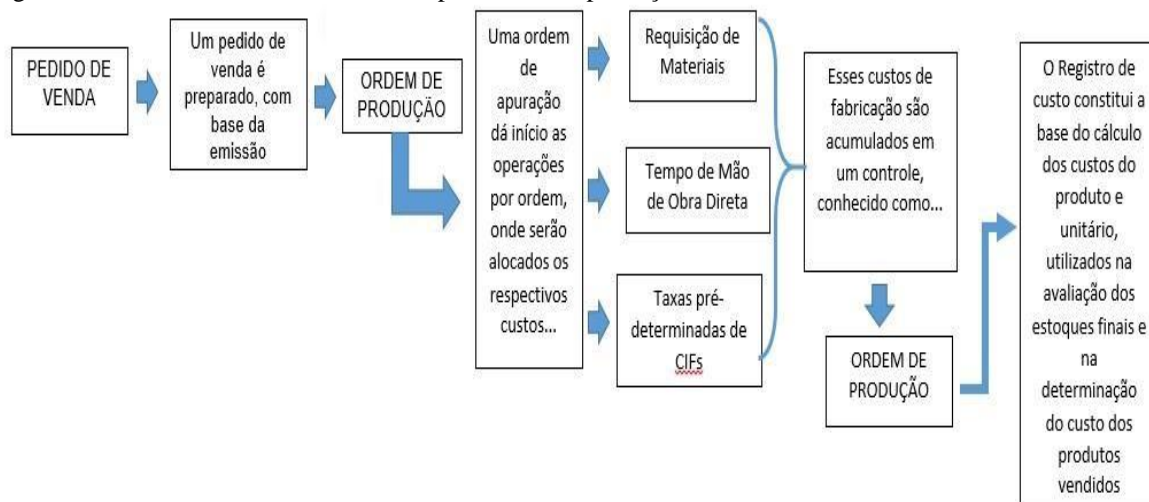 PEDIDO DE
VENDA
Um pedido de
venda é
preparado, com
base da
emissão
ORDEM DE
PRODUÇÃO
Uma ordem
de
apuração
dá início as
operações
por ordem,
onde serão
alocados os
respectivos
custos...
Requisição de
Materiais
Tempo de Mão
de Obra Direta
Taxas pré-
determinadas de
CIFs
Esses custos de
fabricação são
acumulados em
um controle,
conhecido como...
ORDEM DE
PRODUÇÃO
O Registro de
custo constitui a
base do cálculo
dos custos do
produto e
unitário,
utilizados na
avaliação dos
estoques finais e
na
determinação
do custo dos
produtos
vendidos